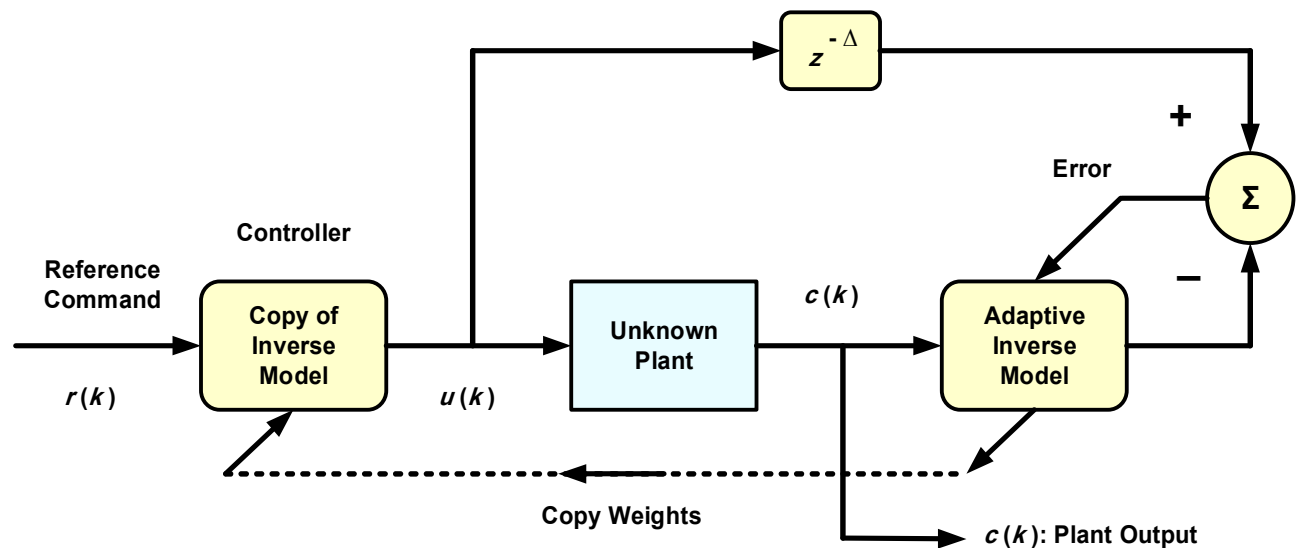 z - Δ
+
Error
Σ
Controller
Reference
Command
Copy of
Inverse
Model
Unknown
Plant
c(k)
Adaptive
Inverse
Model
−
r(k)
u(k)
Copy Weights
c(k): Plant Output